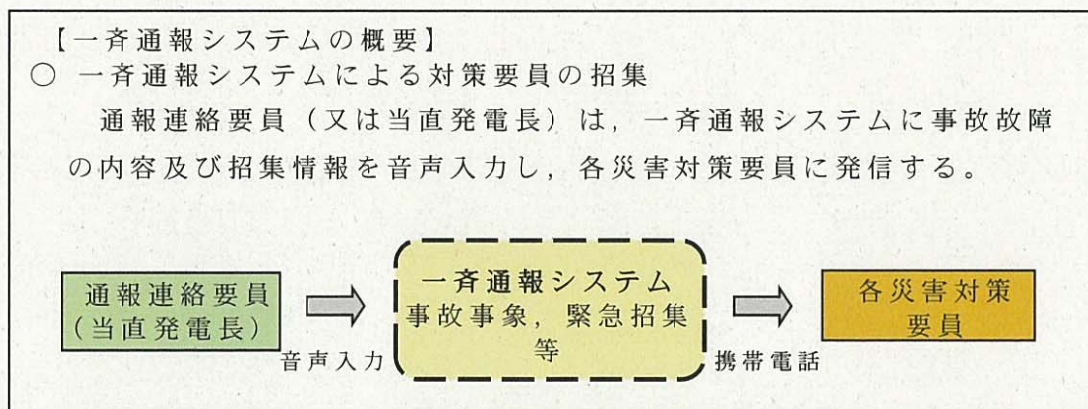 【一斉通報システムの概要】
○ 一斉通報システムによる対策要員の招集
通報連絡要員（又は当直発電長）は，一斉通報システムに事故故障
の内容及び招集情報を音声入力し，各災害対策要員に発信する。
通報連絡要員
（当直発電長）
音声入力
一斉通報システム
事故事象，緊急招集
等
携帯電話
各災害対策
要員